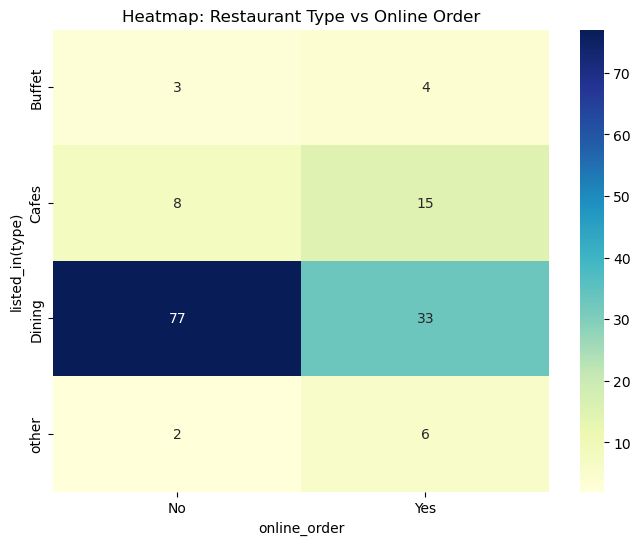 Heatmap: Restaurant Type vs Online Order
listed_in(type)
Buffet
3
4
Cafes
8
15
Dining
77
33
other
2
6
No
Yes
online_order
70
60
50
40
30
20
10